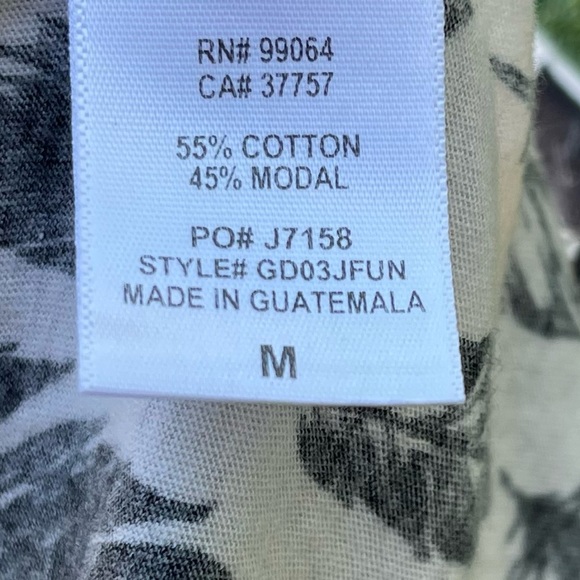 RN# 99064
CA# 37757
55% COTTON
45% MODAL
PO# J7158
STYLE# GD03JFUN
MADE IN GUATEMALA
M